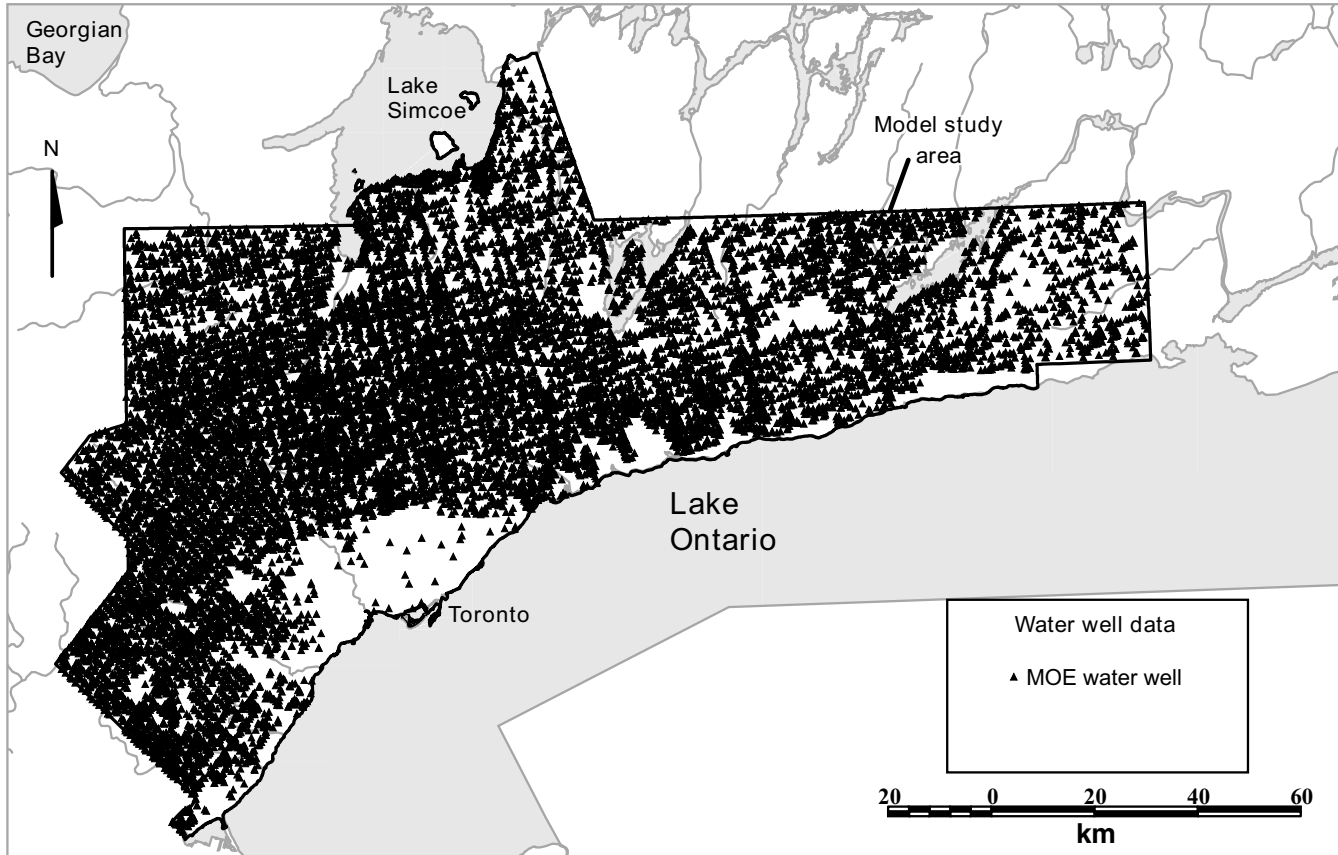 Georgian
Bay
Lake
Simcoe
N
Model study
area
Lake
Ontario
Toronto
Water well data
MOE water well
20 0 20 40 60
km